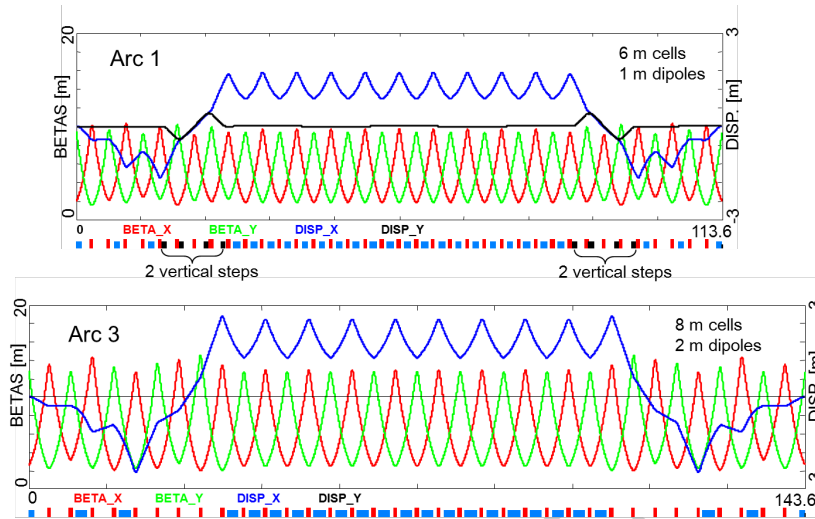 20
3
Arc 1
6 m cells
1 m dipoles
BETAS [m]
DISP. [m]
0
-3
0
BETA_X
BETA_Y
DISP_X
DISP_Y
113.6
2 vertical steps
2 vertical steps
20
3
Arc 3
8 m cells
2 m dipoles
BETAS [m]
DISP. [m]
0
0
BETA_X
BETA_Y
DISP_X
DISP_Y
143.6